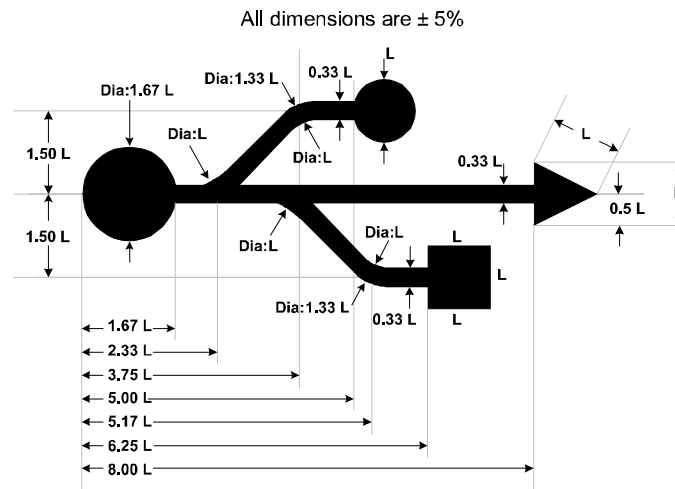 All dimensions are ± 5%
L
Dia:1.33 L
0.33 L
Dia:1.67 L
L
Dia:L
Dia:L
1.50 L
0.33 L
0.5 L
1.50 L
Dia:L
Dia:L
L
L
Dia:1.33 L
0.33 L
L
1.67 L
2.33 L
3.75 L
5.00 L
5.17 L
6.25 L
8.00 L